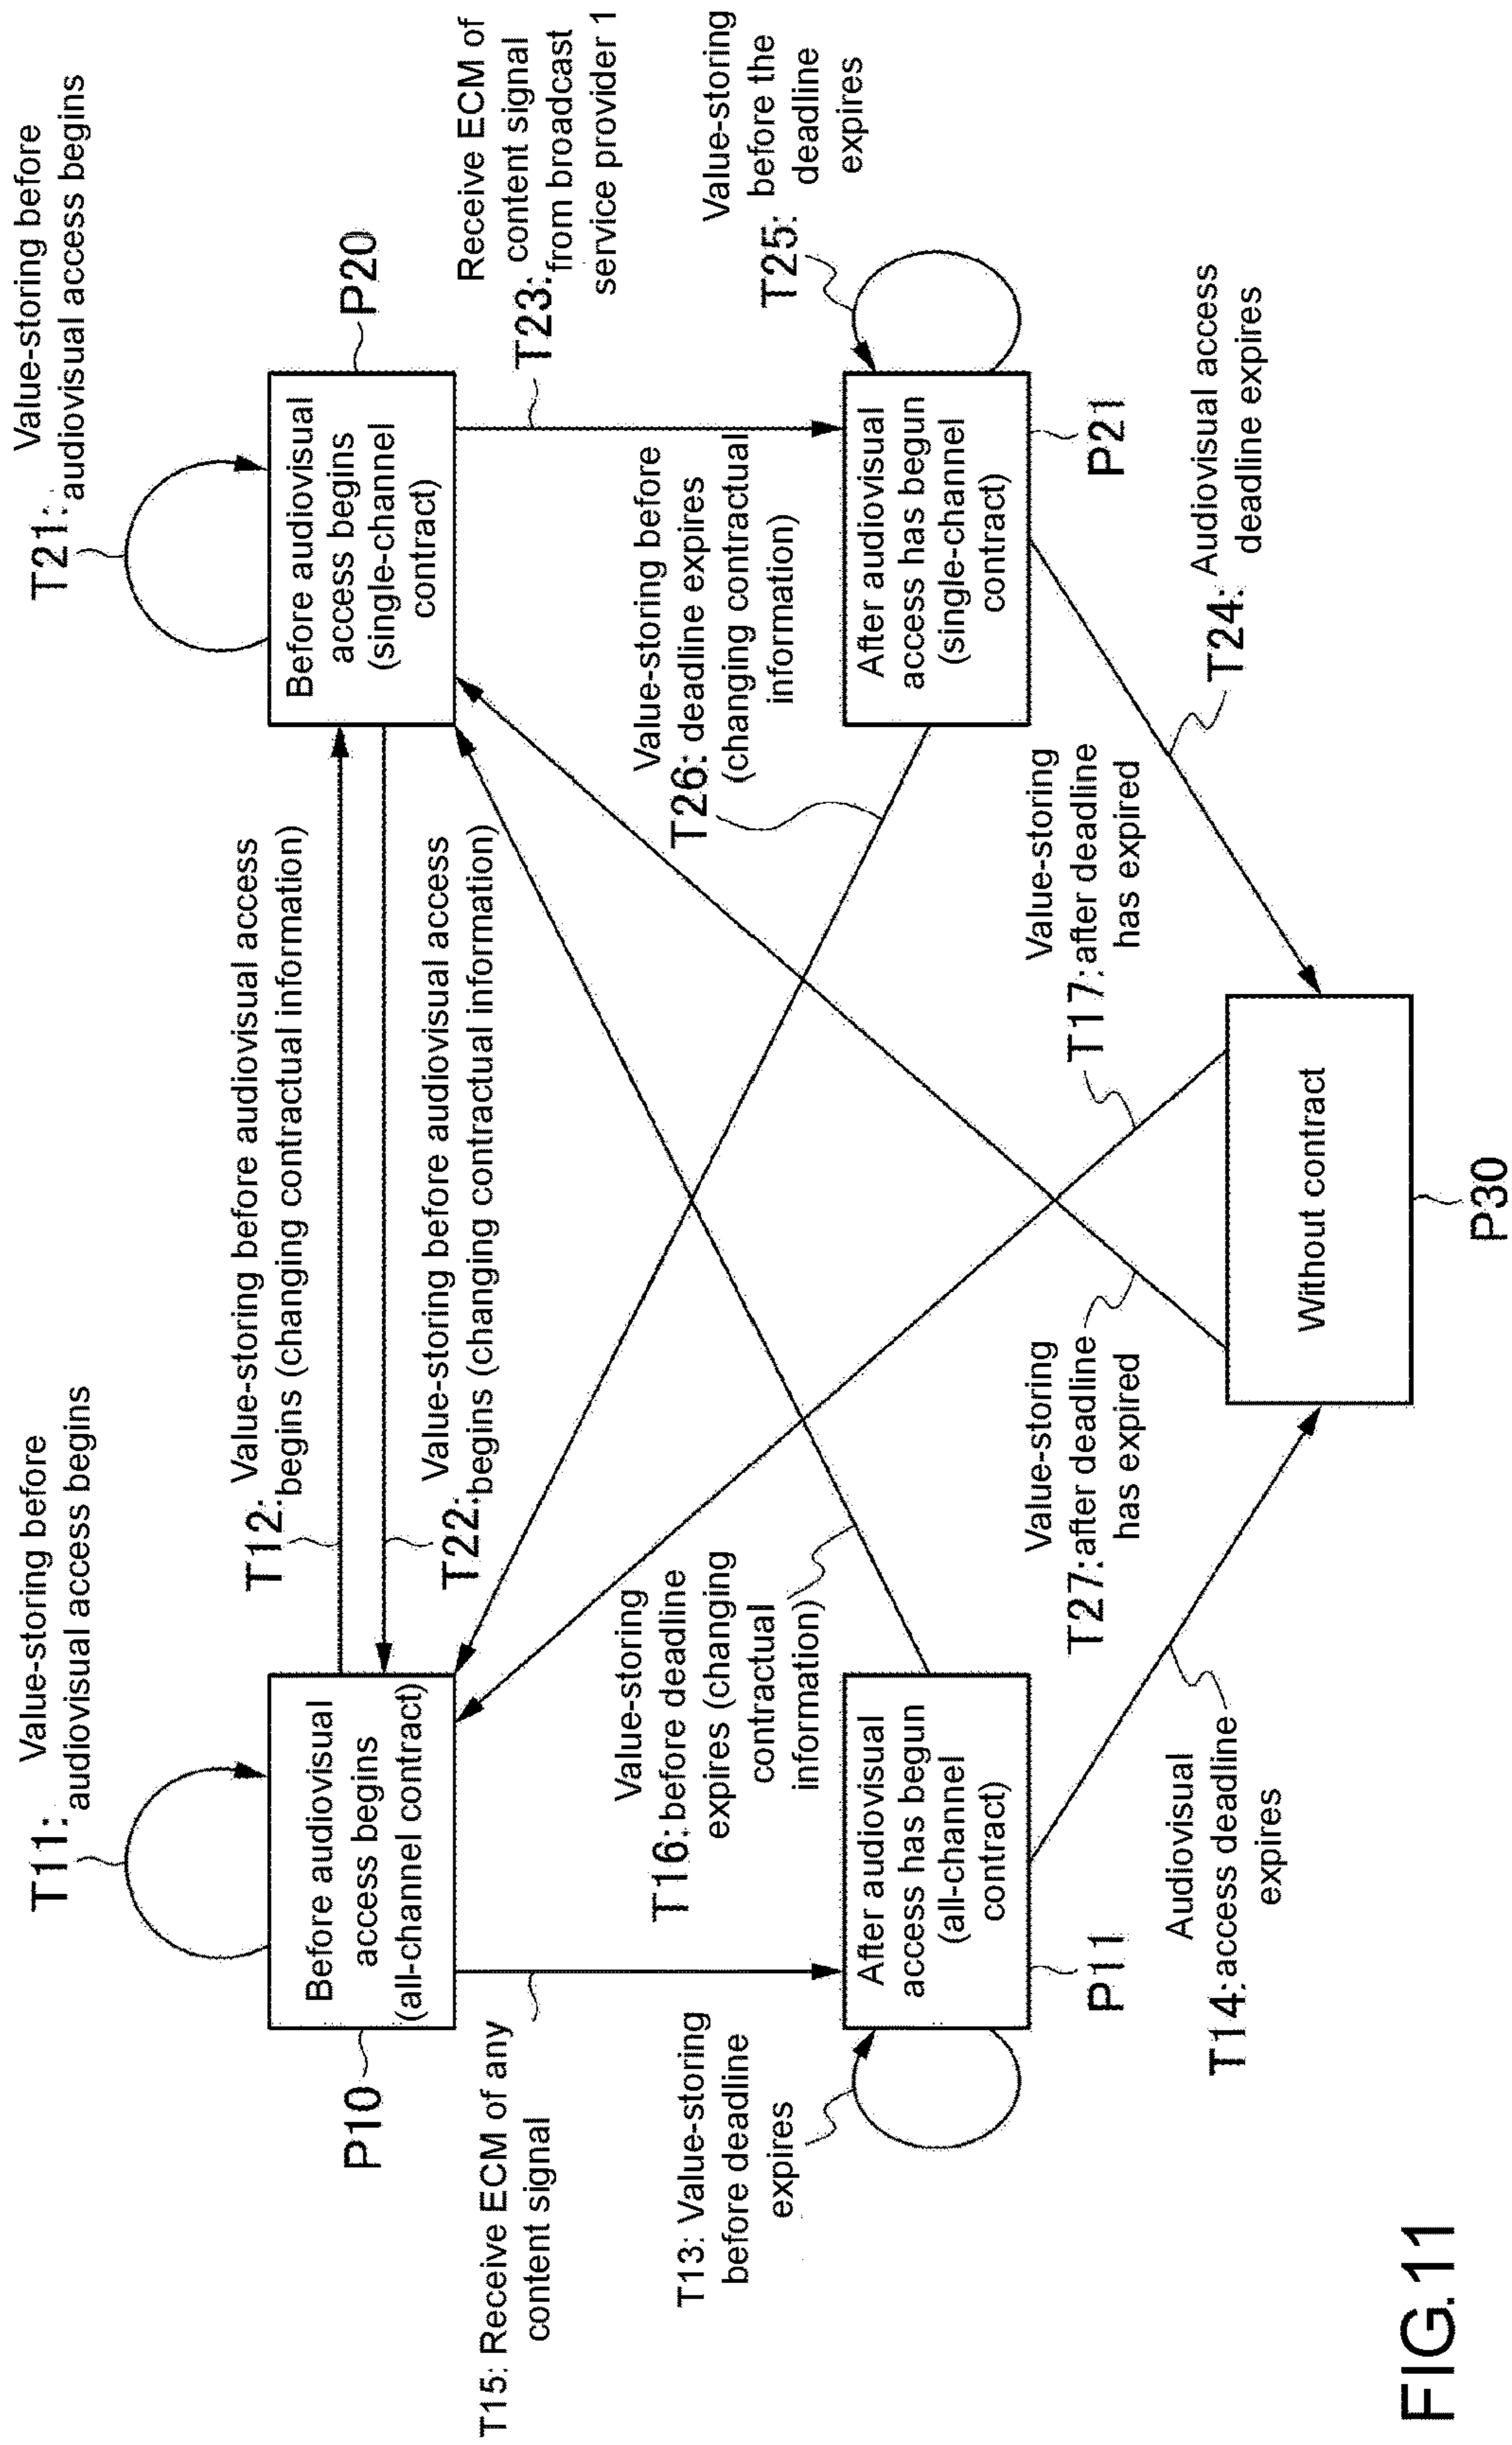 Value-storing before
T11: audiovisual access begins
Value-storing before
T21: audiovisual access begins
P10
Before audiovisual
access begins
(all-channel contract)
T12: Value-storing before audiovisual access
begins (changing contractual information)
T22: Value-storing before audiovisual access
begins (changing contractual information)
Before audiovisual
access begins
(single-channel
contract)
P20
T15: Receive ECM of any
content signal
Receive ECM of
T23: content signal
from broadcast
service provider 1
T13: Value-storing
before deadline
expires
Value-storing
T16: before deadline
expires (changing
contractual
information)
Value-storing before
T26: deadline expires
(changing contractual
information)
Value-storing
before the
T25: deadline
expires
After audiovisual
access has begun
(all-channel
contract)
P11
After audiovisual
access has begun
(single-channel
contract)
P21
Value-storing
T27: after deadline
has expired
Value-storing
T17: after deadline
has expired
Audiovisual
T14: access deadline
expires
Audiovisual access
T24: deadline expires
Without contract
P30
FIG.11